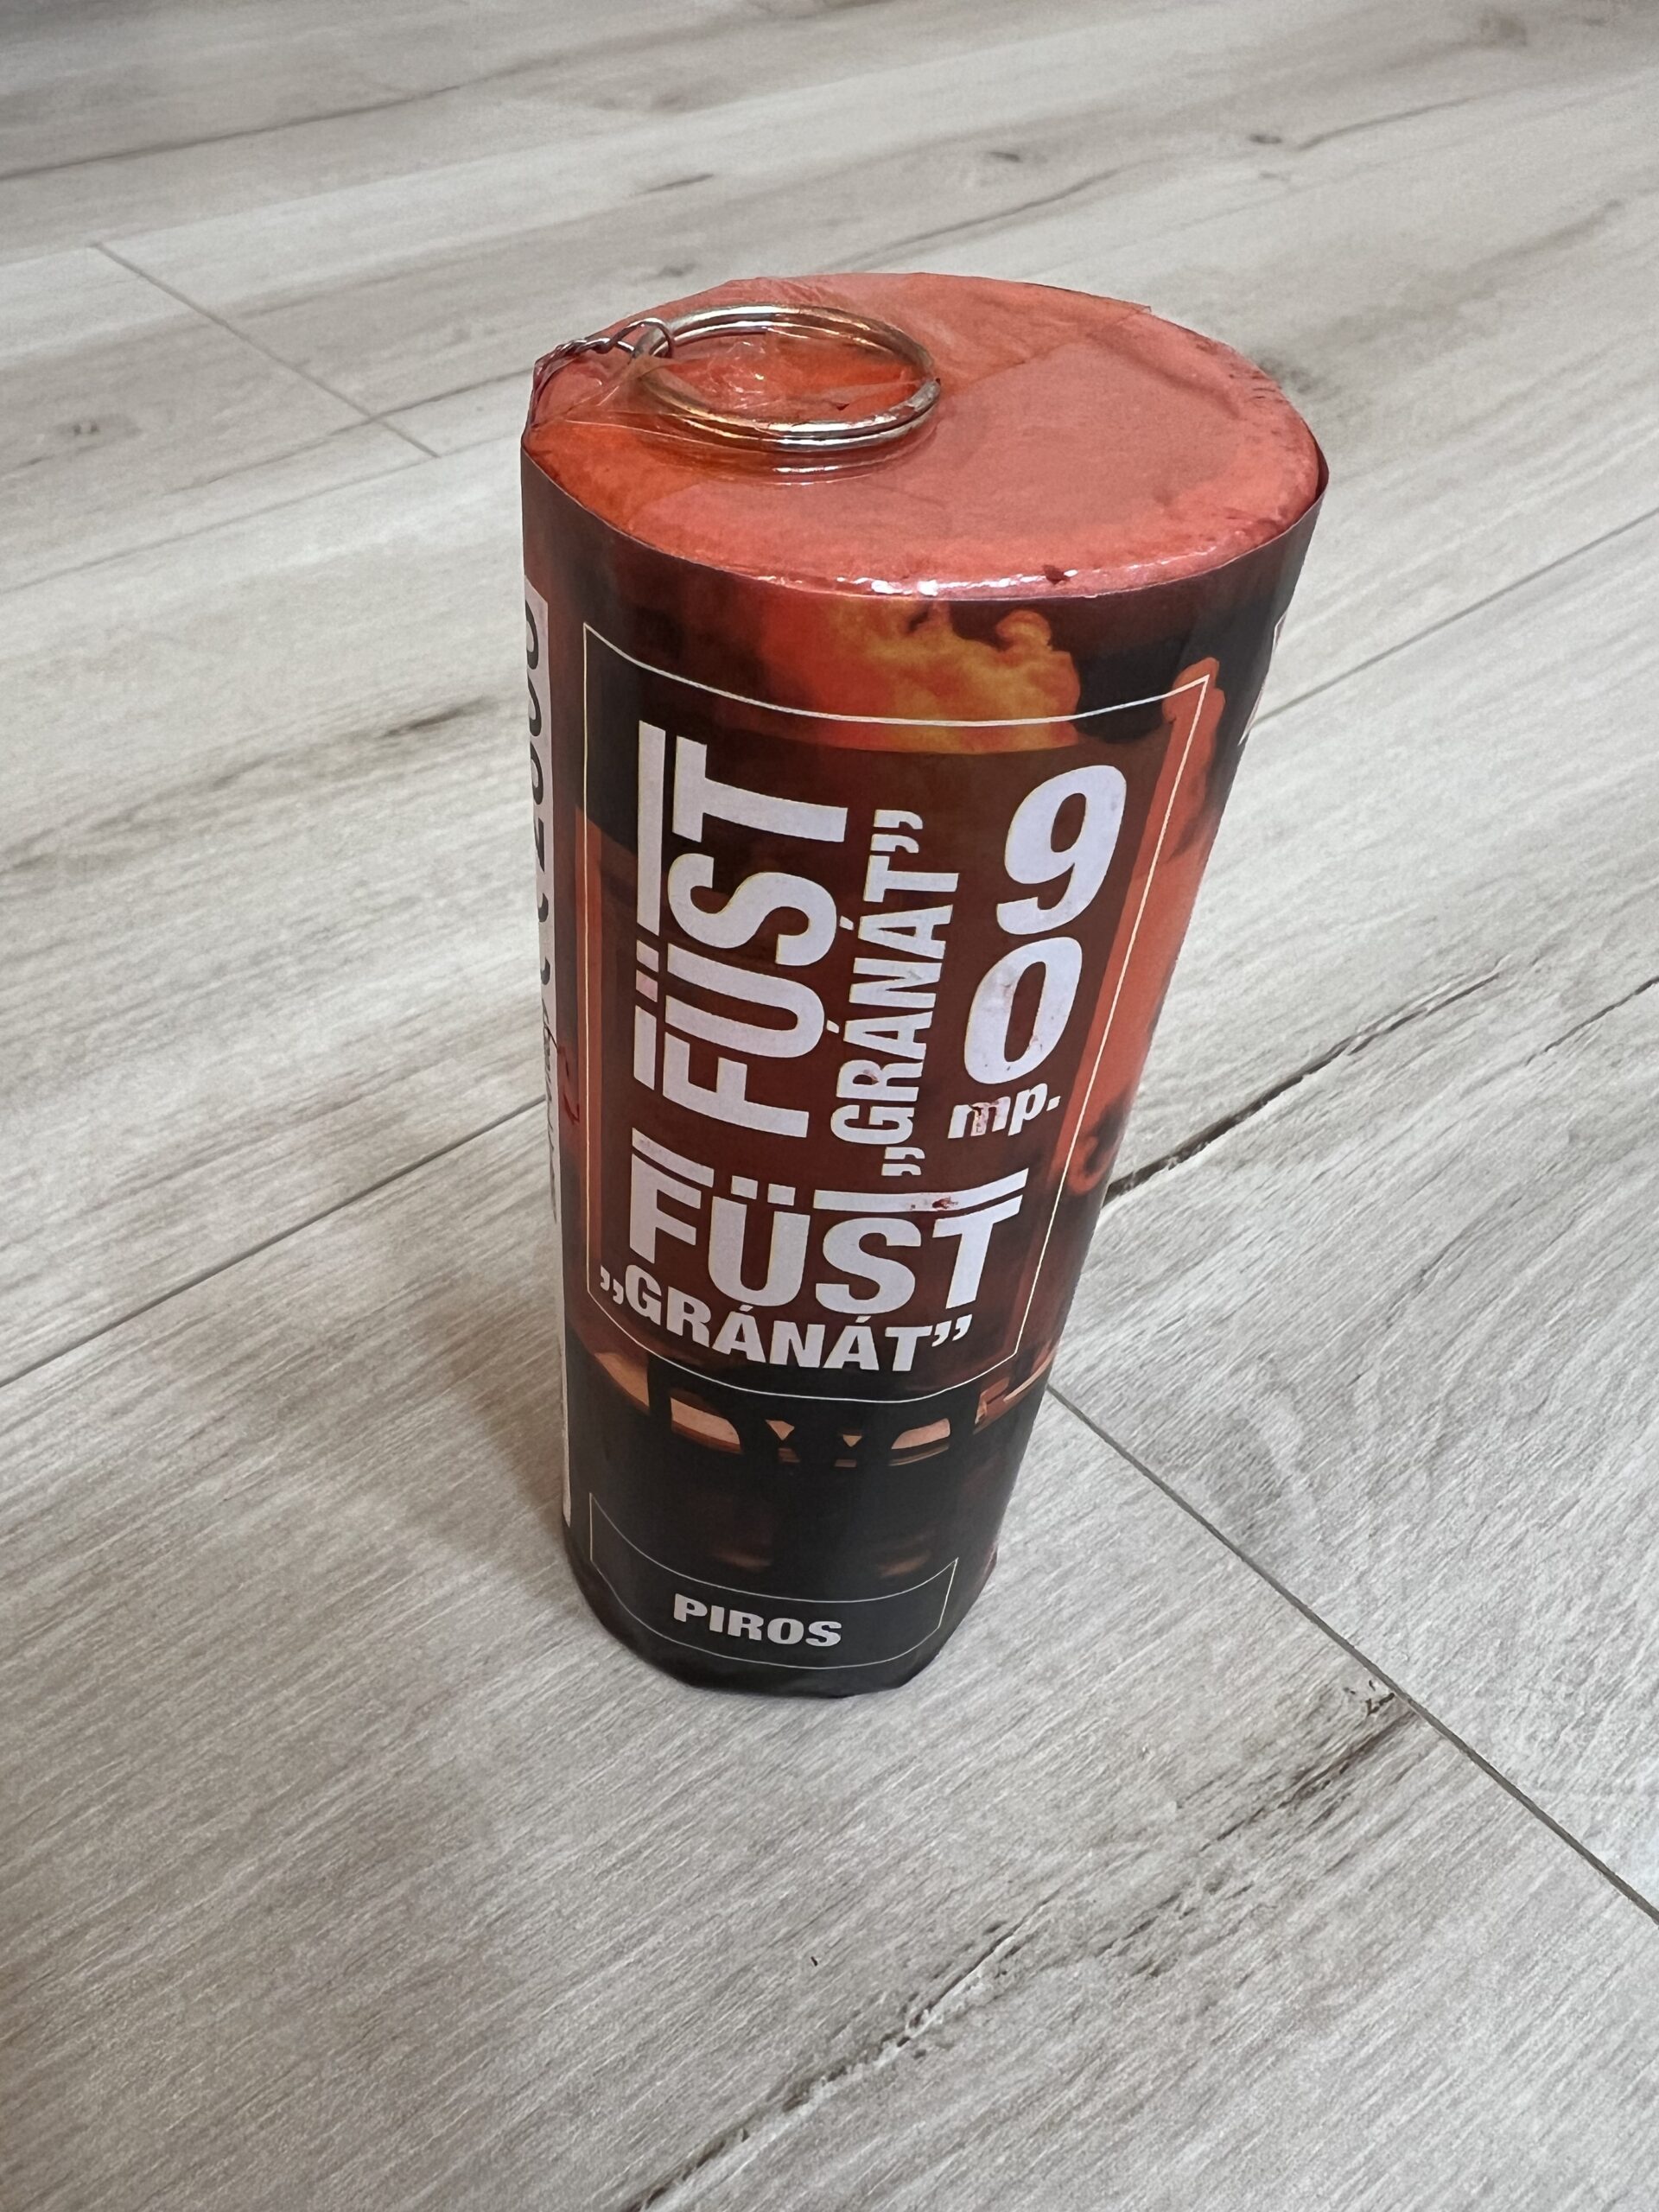 FÜST
„GRÁNÁT”
90
mp.
FÜST
„GRÁNÁT”
PIROS